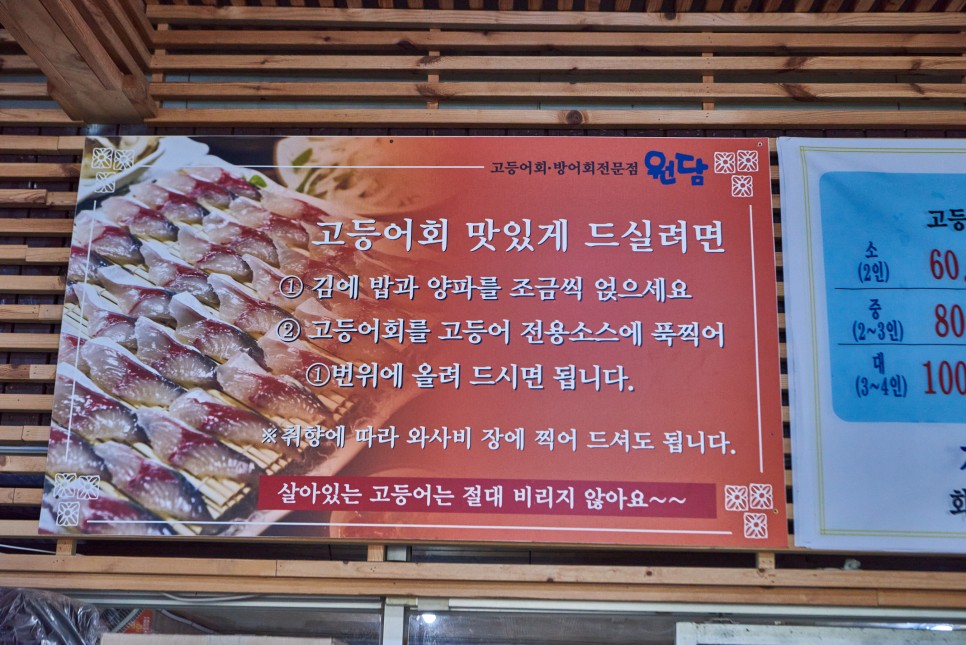 고등어회·방어회전문점 원담
고등어회 맛있게 드실려면
① 김에 밥과 양파를 조금씩 얹으세요
② 고등어회를 고등어 전용소스에 푹찍어
①번위에 올려 드시면 됩니다.
※취향에 따라 와사비 장에 찍어 드셔도 됩니다.
살아있는 고등어는 절대 비리지 않아요~~
소
(2인)
중
(2~3인)
대
(3~4인)